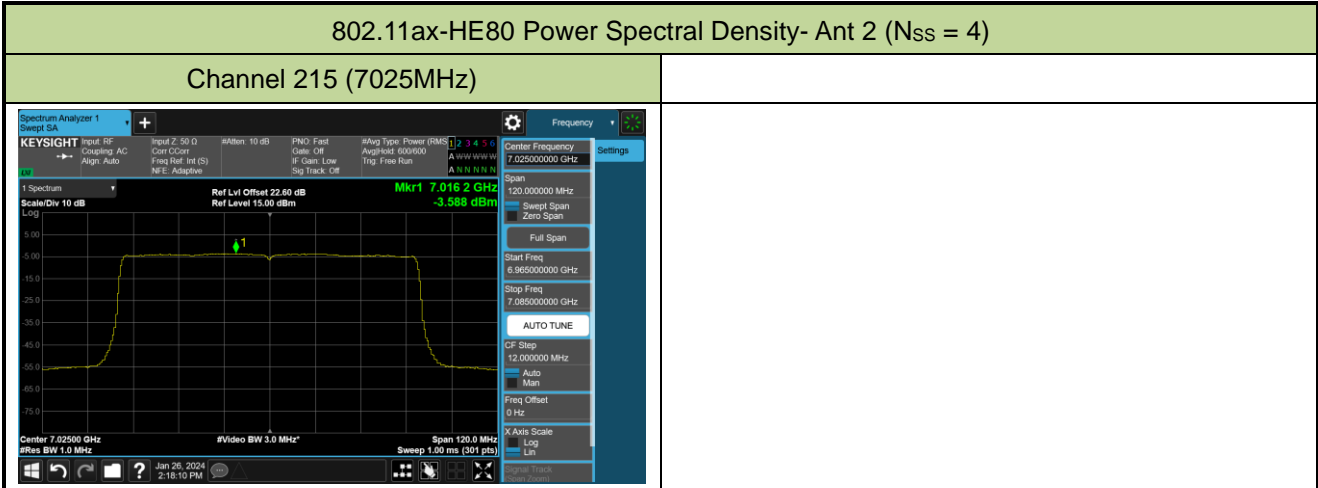 802.11ax-HE80 Power Spectral Density- Ant 2 (NSS = 4)
Channel 215 (7025MHz)
Spectrum Analyzer 1
Swept SA
+
Frequency
Settings
KEYSIGHT
Input: RF
Coupling: AC
Align: Auto
Input Z: 50 Ω
Corr CCorr
Freq Ref: Int (S)
NFE: Adaptive
#Atten: 10 dB
PNO: Fast
Gate: Off
IF Gain: Low
Sig Track: Off
#Avg Type: Power (RMS
Avg|Hold: 600/600
Trig: Free Run
1 2 3 4 5 6
A W W W W W
A N N N N N
1 Spectrum
Scale/Div 10 dB
Log
Ref Lvl Offset 22.60 dB
Ref Level 15.00 dBm
Mkr1 7.016 2 GHz
-3.588 dBm
5.00
-5.00
-15.0
-25.0
-35.0
-45.0
-55.0
-65.0
-75.0
1
Center 7.02500 GHz
#Res BW 1.0 MHz
#Video BW 3.0 MHz*
Span 120.0 MHz
Sweep 1.00 ms (301 pts)
Center Frequency
7.025000000 GHz
Span
120.000000 MHz
Swept Span
Zero Span
Full Span
Start Freq
6.965000000 GHz
Stop Freq
7.085000000 GHz
AUTO TUNE
CF Step
12.000000 MHz
Auto
Man
Freq Offset
0 Hz
X Axis Scale
Log
Lin
Signal Track
(Span Zoom)
?
Jan 26, 2024
2:18:10 PM